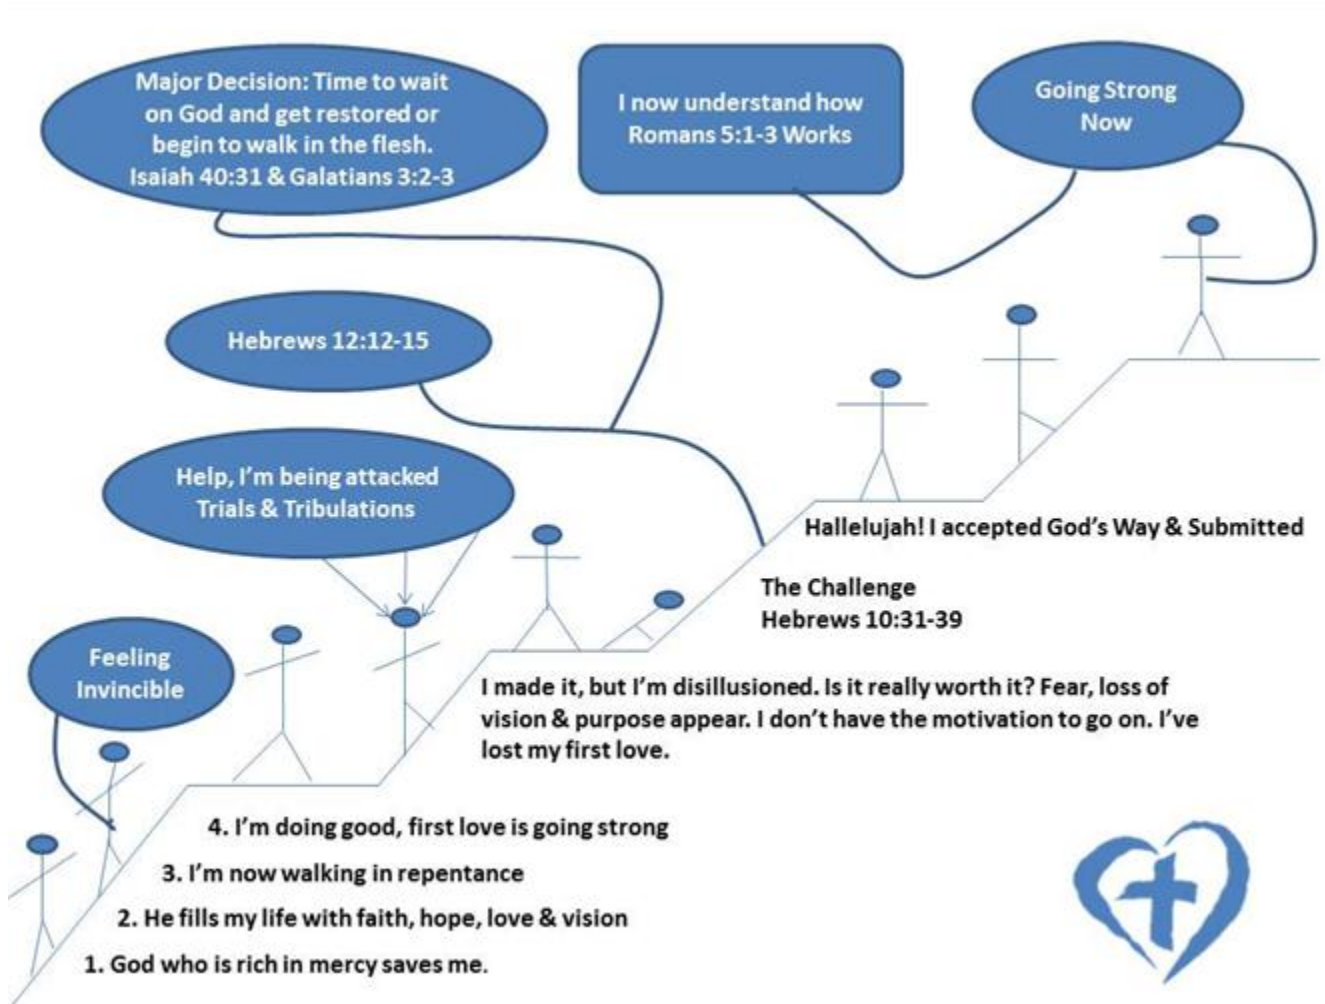 Major Decision: Time to wait
on God and get restored or
begin to walk in the flesh.
Isaiah 40:31 & Galatians 3:2-3
I now understand how
Romans 5:1-3 Works
Going Strong
Now
Hebrews 12:12-15
Help, I'm being attacked
Trials & Tribulations
Hallelujah! I accepted God's Way & Submitted
The Challenge
Hebrews 10:31-39
Feeling
Invincible
I made it, but I'm disillusioned. Is it really worth it? Fear, loss of
vision & purpose appear. I don't have the motivation to go on. I've
lost my first love.
4. I'm doing good, first love is going strong
3. I'm now walking in repentance
2. He fills my life with faith, hope, love & vision
1. God who is rich in mercy saves me.